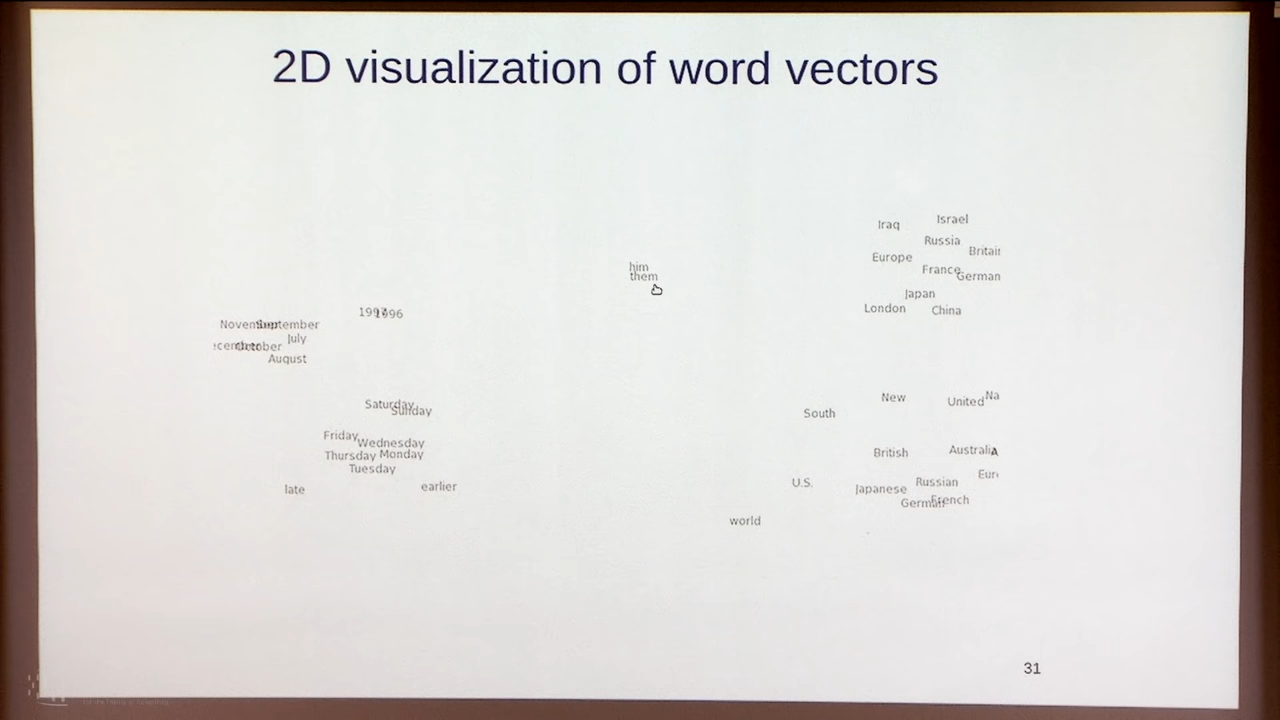 2D visualization of word vectors
Iraq
Israel
Russia
Britain
Europe
France
German
him
them
Japan
London
China
1997
1996
November
September
July
October
August
New
United
Na
South
Saturday
Sunday
Friday
Wednesday
Thursday
Monday
Tuesday
British
Australia
A
late
earlier
U.S.
Japanese
Russian
Eur
German
French
world
31